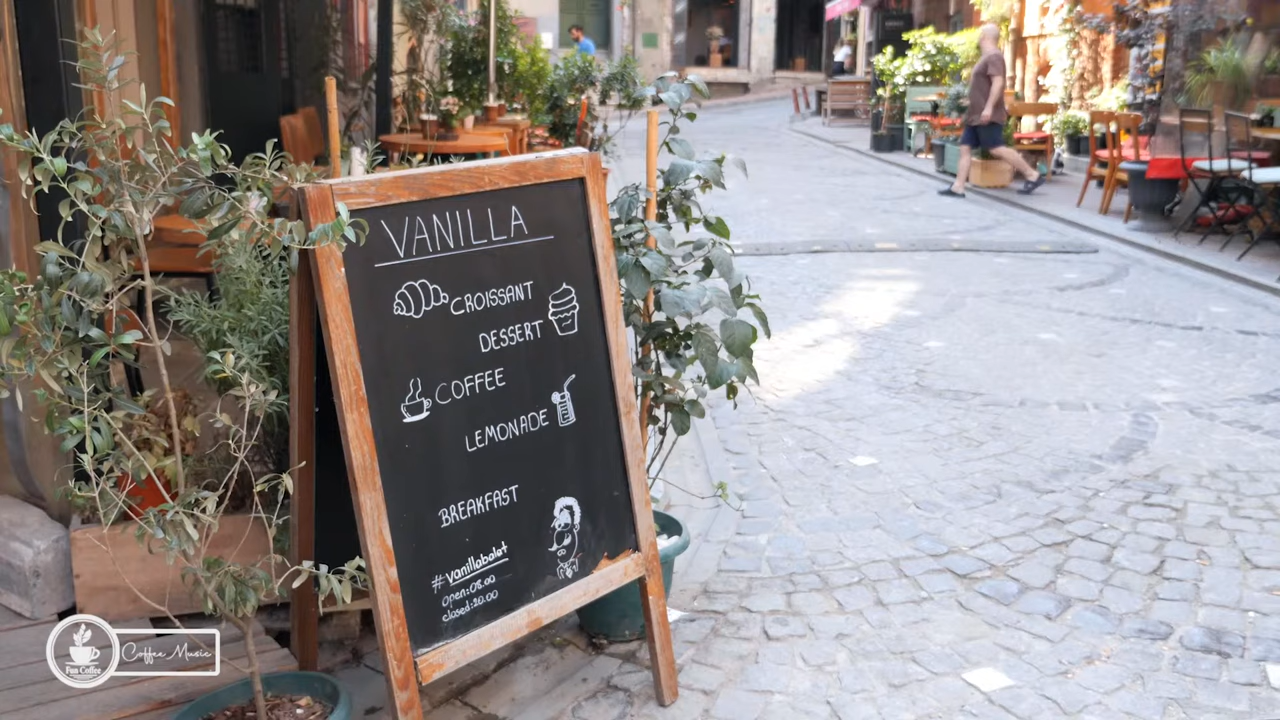 VANILLA
CROISSANT
DESSERT
COFFEE
LEMONADE
BREAKFAST
#vanillabalat
open:08.00
closed:20.00
Fun Coffee
Coffee Music